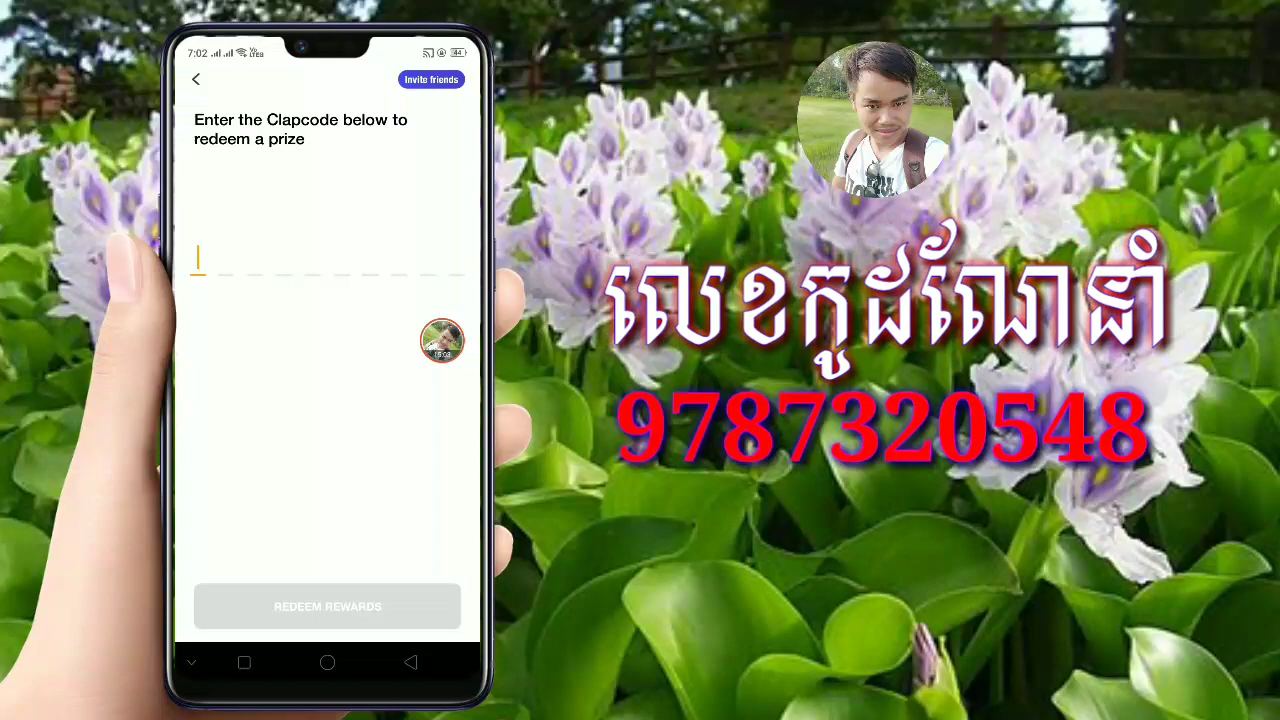 7:02
44
Invite friends
Enter the Clapcode below to
redeem a prize
REDEEM REWARDS
លេខកូដណែនាំ
9787320548